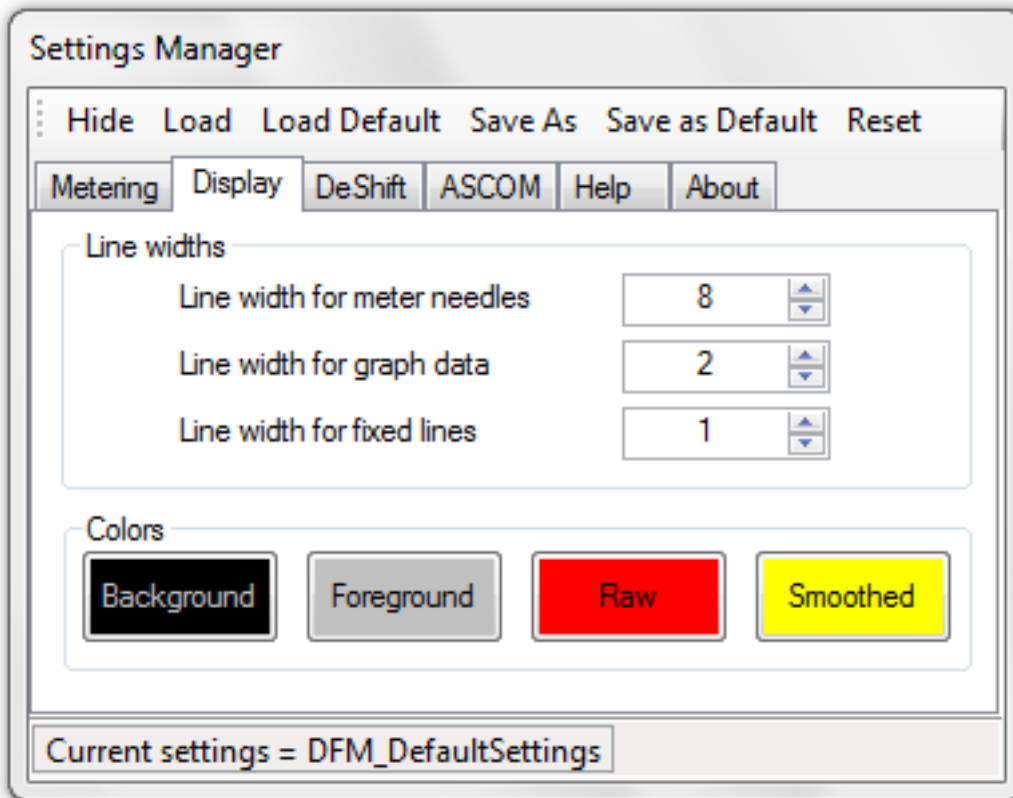 Settings Manager
Hide Load Load Default Save As Save as Default Reset
Metering Display DeShift ASCOM Help About
Line widths
Line width for meter needles 8
Line width for graph data 2
Line width for fixed lines 1
Colors
Background Foreground Raw Smoothed
Current settings = DFM_DefaultSettings